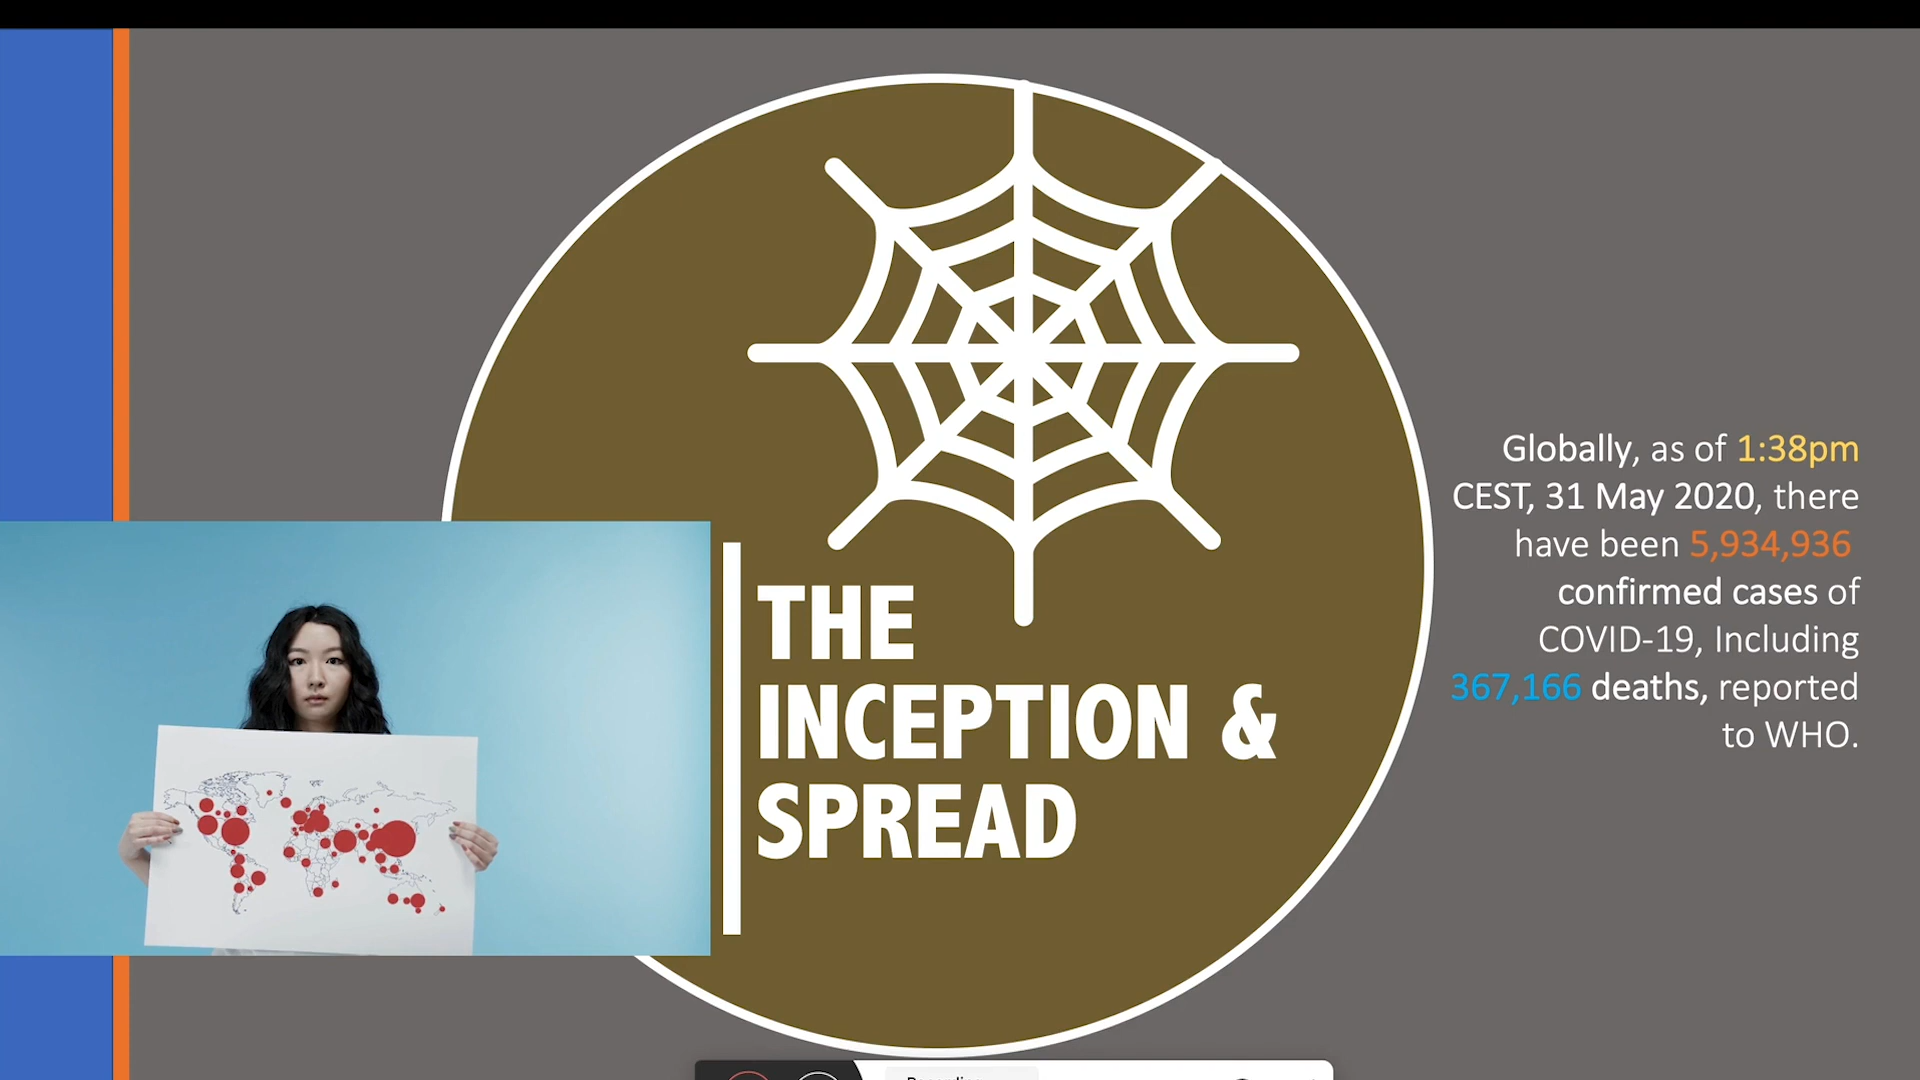 THE
INCEPTION &
SPREAD
Globally, as of 1:38pm
CEST, 31 May 2020, there
have been 5,934,936
confirmed cases of
COVID-19, Including
367,166 deaths, reported
to WHO.